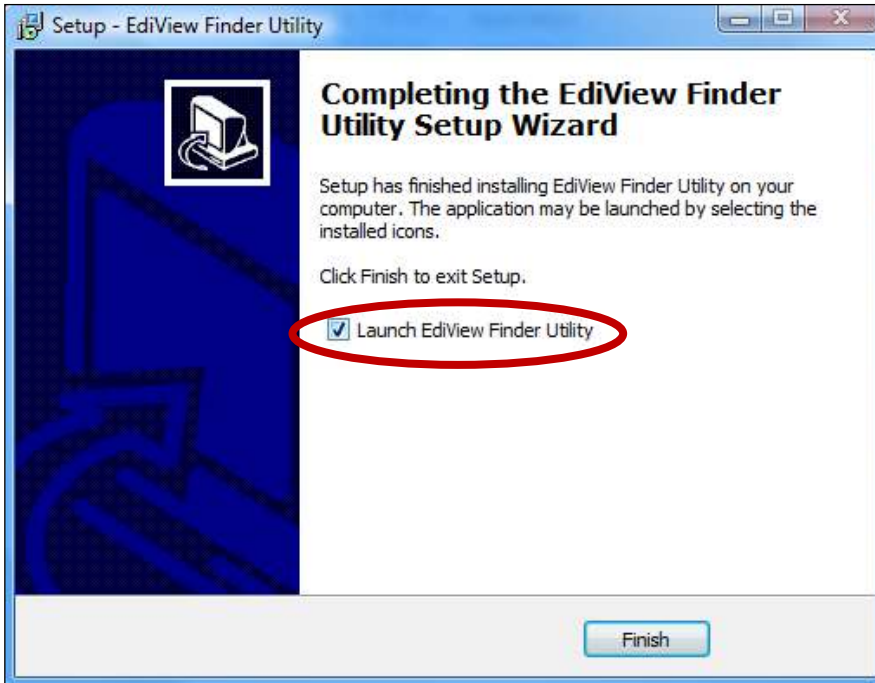 Setup - EdiView Finder Utility
Completing the EdiView Finder
Utility Setup Wizard
Setup has finished installing EdiView Finder Utility on your
computer. The application may be launched by selecting the
installed icons.
Click Finish to exit Setup.
Launch EdiView Finder Utility
Finish